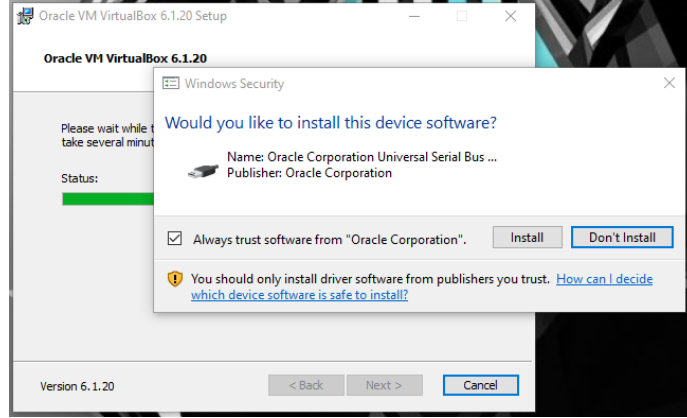 Oracle VM VirtualBox 6.1.20 Setup
Oracle VM VirtualBox 6.1.20
Please wait while
take several
Status:
Windows Security
Would you like to install this device software?
Name: Oracle Corporation Universal Serial Bus ...
Publisher: Oracle Corporation
Always trust software from "Oracle Corporation".
Install
Don't Install
You should only install driver software from publishers you trust. How can I decide
which device software is safe to install?
Version 6.1.20
< Back
Next >
Cancel